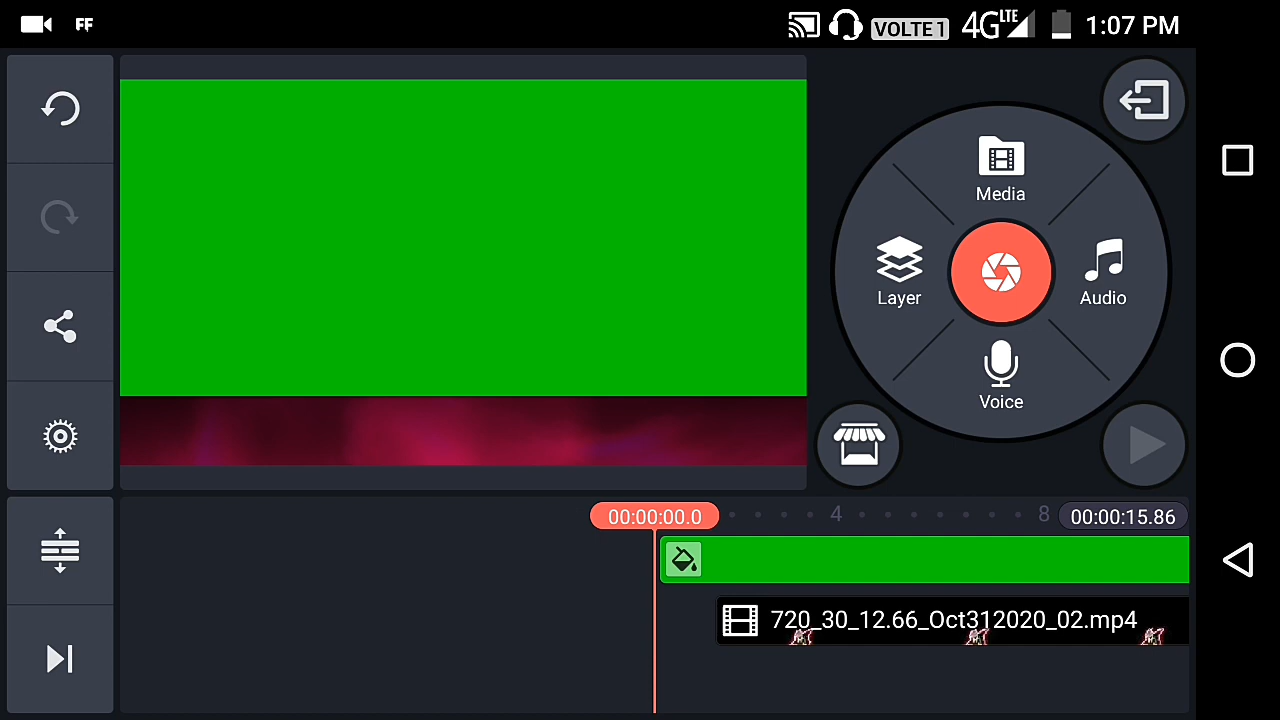 FF VOLTE 1 4G LTE 1:07 PM
Media
Layer
Audio
Voice
00:00:00.0 4 8 00:00:15.86
720_30_12.66_Oct312020_02.mp4